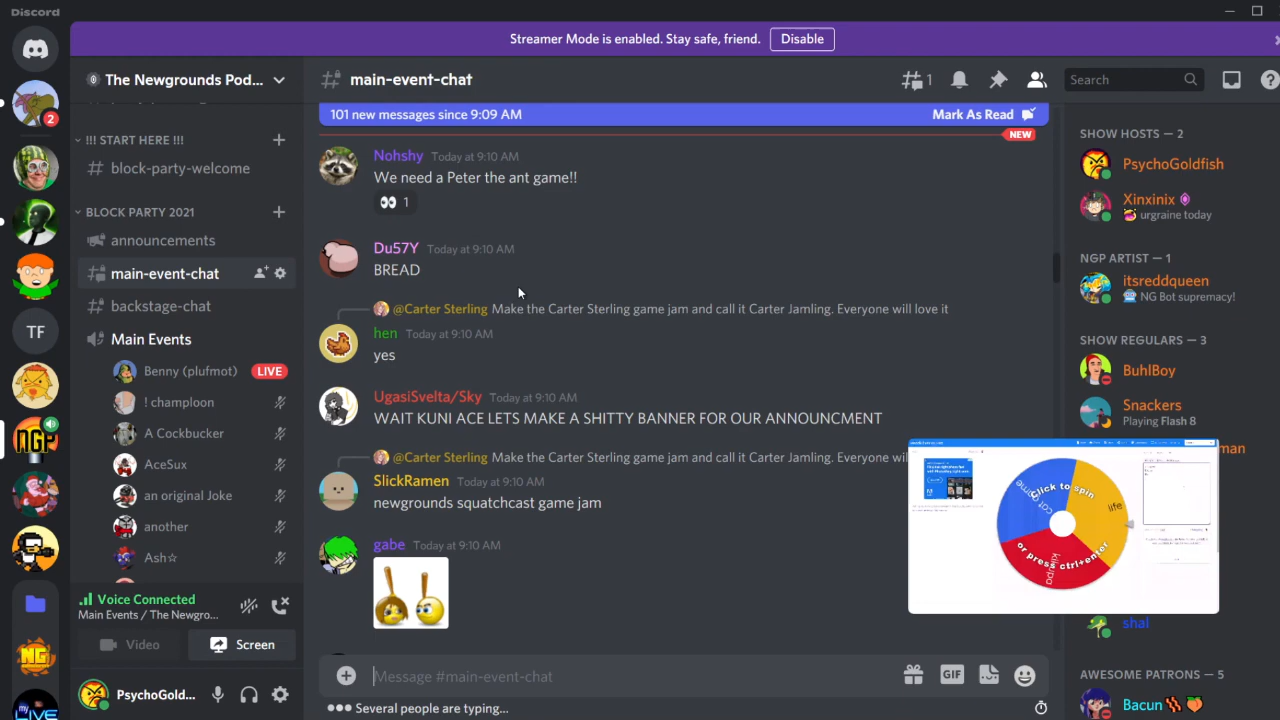 Discord
Streamer Mode is enabled. Stay safe, friend.
Disable
The Newgrounds Pod...
main-event-chat
1
Search
101 new messages since 9:09 AM
Mark As Read
NEW
2
!!! START HERE !!!
block-party-welcome
BLOCK PARTY 2021
announcements
main-event-chat
backstage-chat
Main Events
Benny (plufmot)
LIVE
! champloon
A Cockbucker
AceSux
an original Joke
another
Ash☆
TF
NGP
NG
my
LIVE
Voice Connected
Main Events / The Newgro...
Video
Screen
PsychoGold...
Nohshy Today at 9:10 AM
We need a Peter the ant game!!
👀 1
Du57Y Today at 9:10 AM
BREAD
@Carter Sterling Make the Carter Sterling game jam and call it Carter Jamling. Everyone will love it
hen Today at 9:10 AM
yes
UgasiSvelta/Sky Today at 9:10 AM
WAIT KUNI ACE LETS MAKE A SHITTY BANNER FOR OUR ANNOUNCMENT
@Carter Sterling Make the Carter Sterling game jam and call it Carter Jamling. Everyone wil
SlickRamen Today at 9:10 AM
newgrounds squatchcast game jam
gabe Today at 9:10 AM
Message #main-event-chat
GIF
Several people are typing...
SHOW HOSTS — 2
PsychoGoldfish
Xinxinix
urgraine today
NGP ARTIST — 1
itsreddqueen
NG Bot supremacy!
SHOW REGULARS — 3
BuhlBoy
Snackers
Playing Flash 8
man
Click to spin
life
or press ctrl+enter
shal
AWESOME PATRONS — 5
Bacun 🥓 🍑